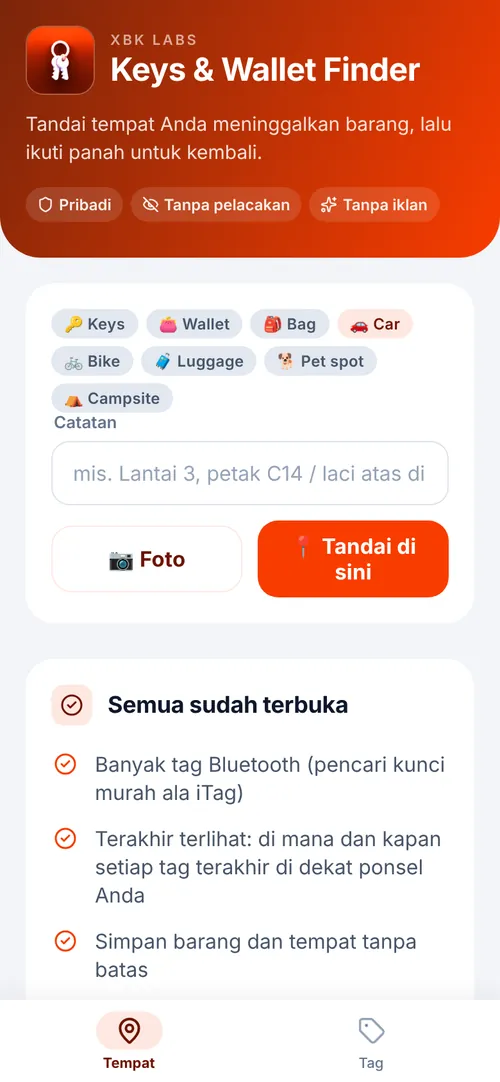 XBK LABS
Keys & Wallet Finder
Tandai tempat Anda meninggalkan barang, lalu
ikuti panah untuk kembali.
Pribadi
Tanpa pelacakan
Tanpa iklan
Keys
Wallet
Bag
Car
Bike
Luggage
Pet spot
Campsite
Catatan
mis. Lantai 3, petak C14 / laci atas di
Foto
Tandai di
sini
Semua sudah terbuka
Banyak tag Bluetooth (pencari kunci
murah ala iTag)
Terakhir terlihat: di mana dan kapan
setiap tag terakhir di dekat ponsel
Anda
Simpan barang dan tempat tanpa
batas
Tempat
Tag